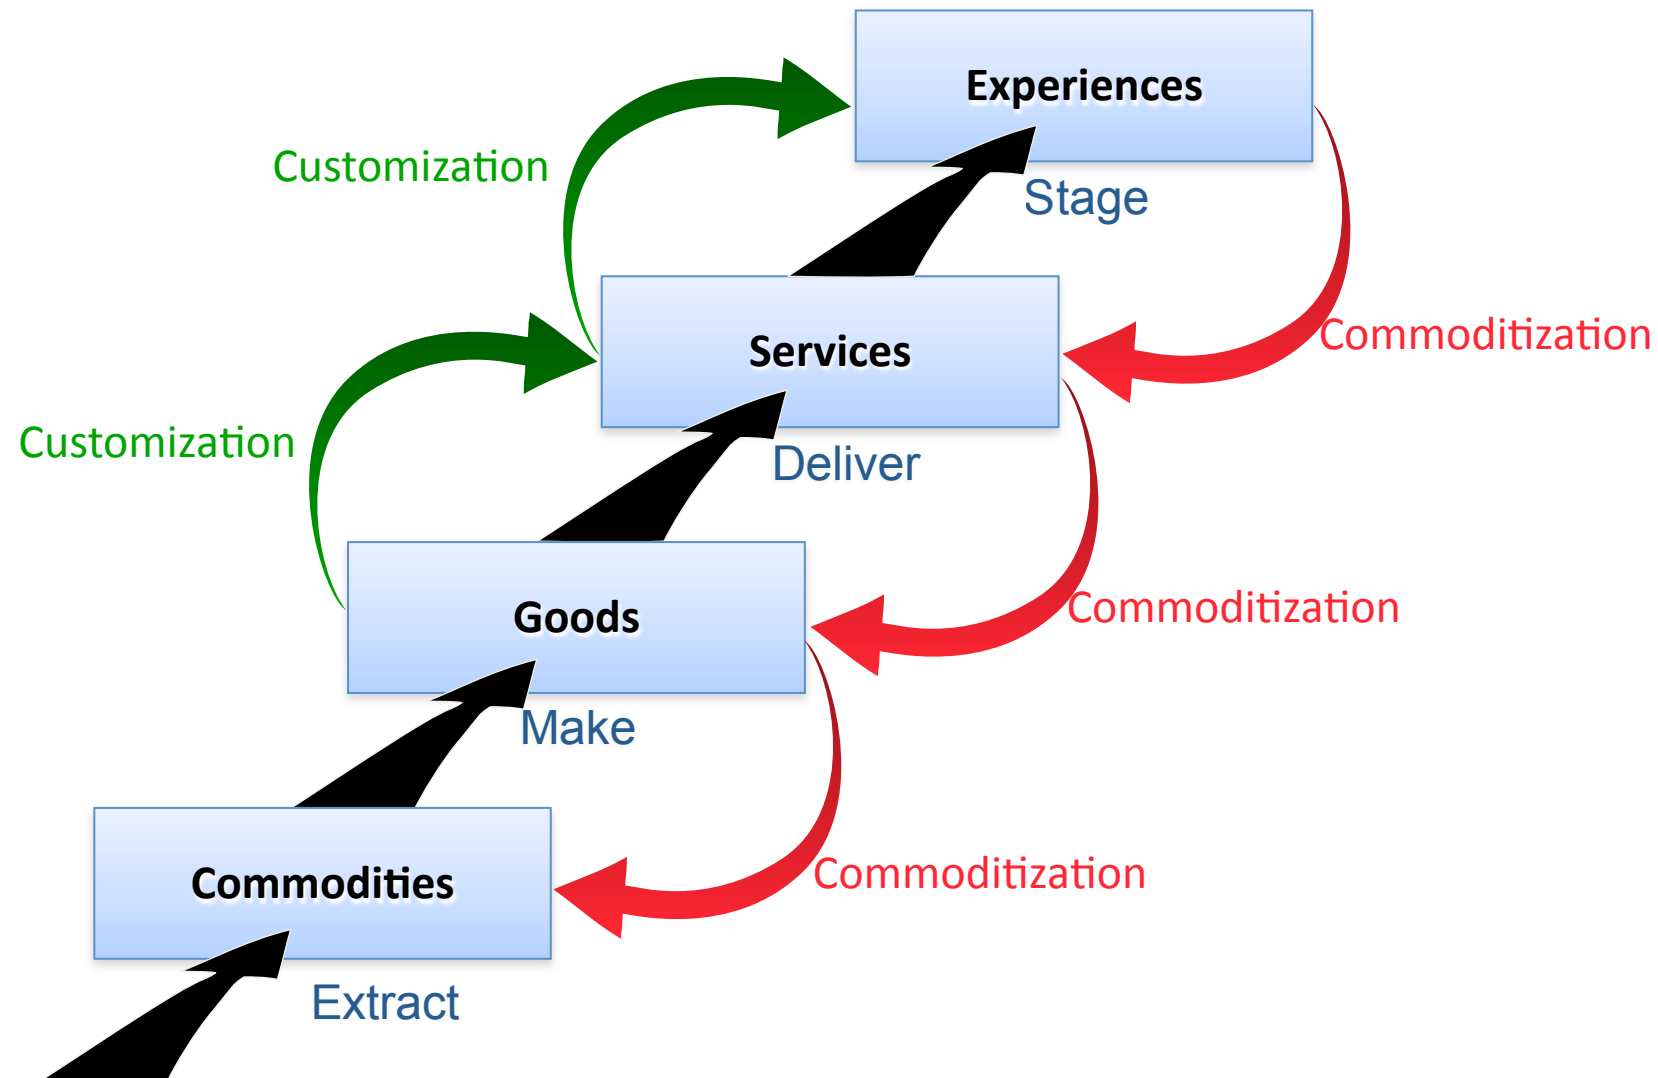 Experiences
Customization
Stage
Commoditization
Services
Customization
Deliver
Commoditization
Goods
Make
Commoditization
Commodities
Extract